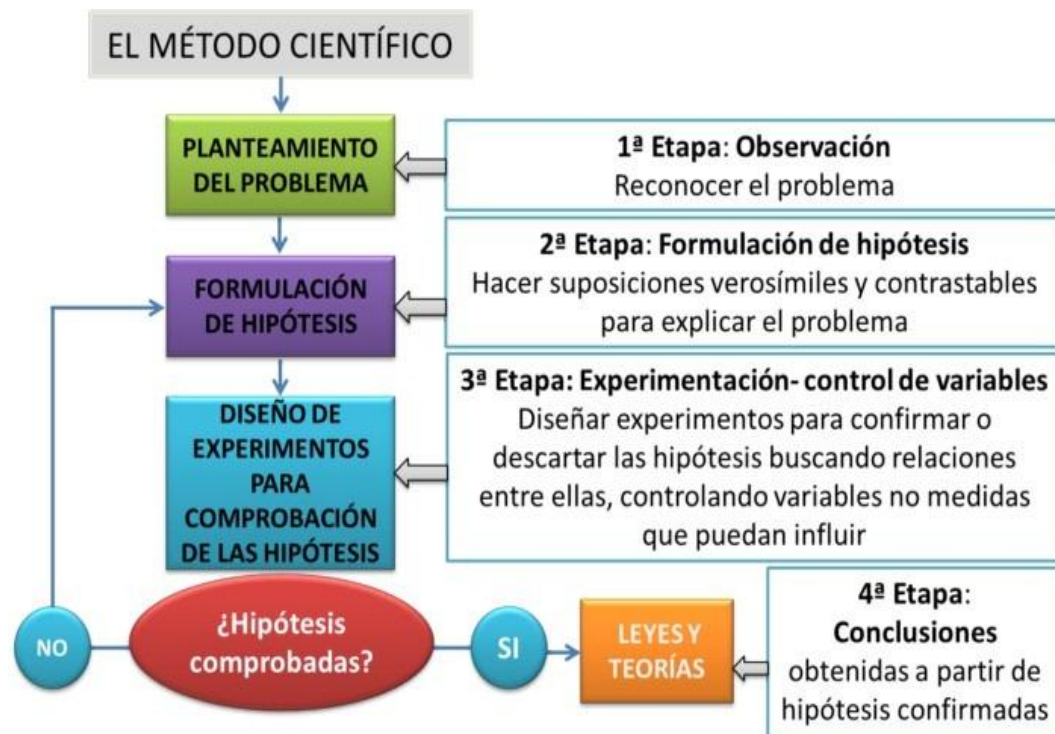 EL MÉTODO CIENTÍFICO
PLANTEAMIENTO
DEL PROBLEMA
1ª Etapa: Observación
Reconocer el problema
FORMULACIÓN
DE HIPÓTESIS
2ª Etapa: Formulación de hipótesis
Hacer suposiciones verosímiles y contrastables
para explicar el problema
DISEÑO DE
EXPERIMENTOS
PARA
COMPROBACIÓN
DE LAS HIPÓTESIS
3ª Etapa: Experimentación- control de variables
Diseñar experimentos para confirmar o
descartar las hipótesis buscando relaciones
entre ellas, controlando variables no medidas
que puedan influir
NO
¿Hipótesis
comprobadas?
SI
LEYES Y
TEORÍAS
4ª Etapa:
Conclusiones
obtenidas a partir de
hipótesis confirmadas